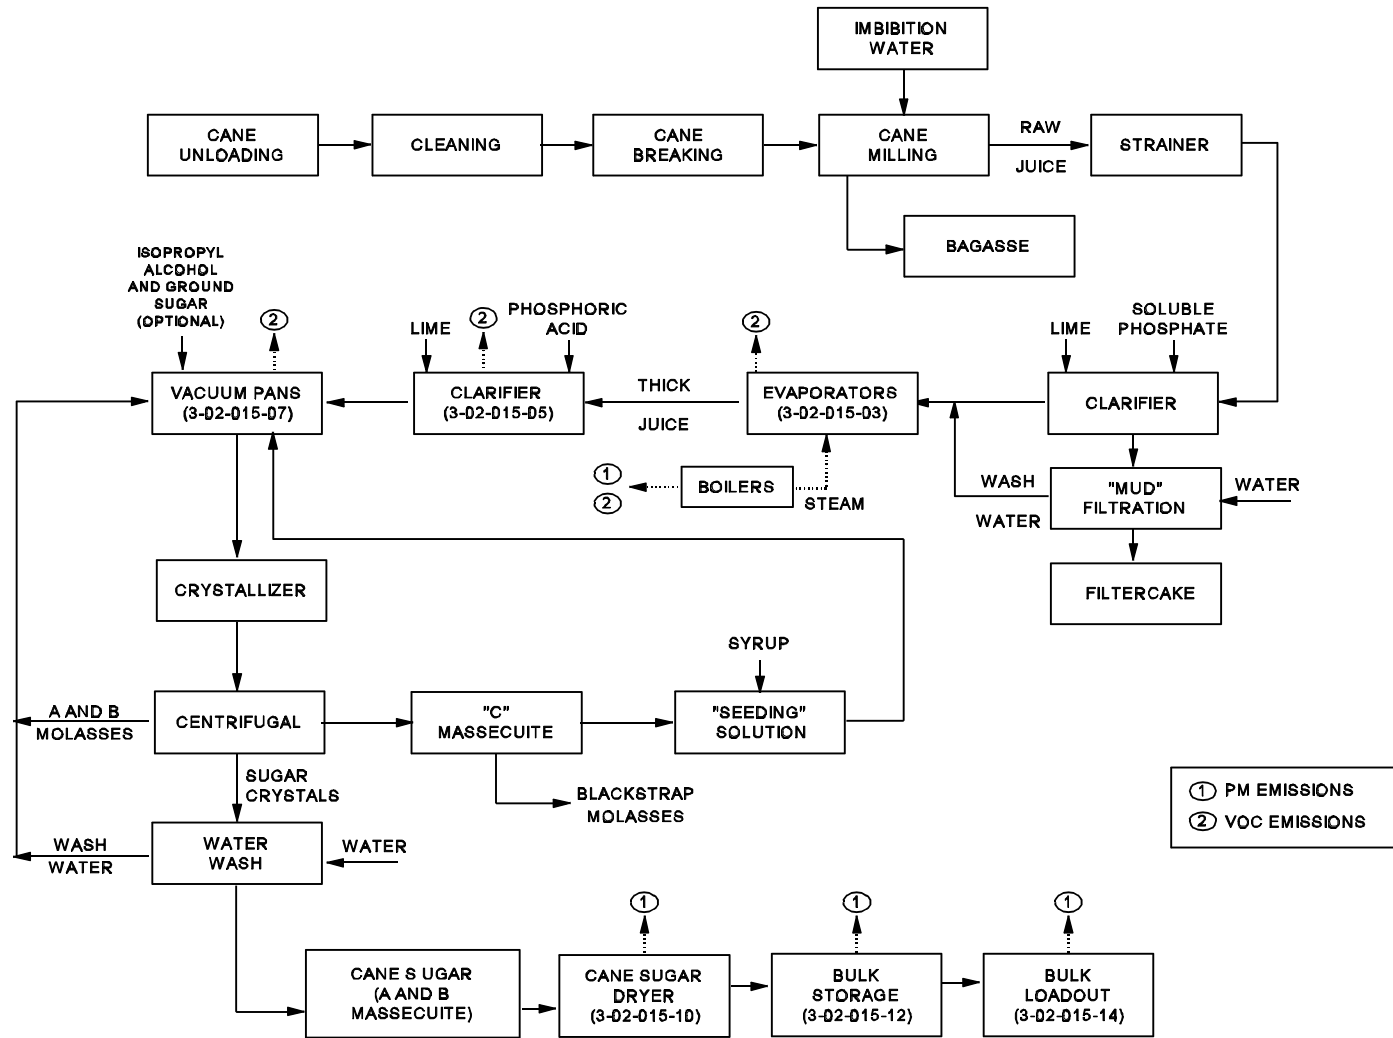 IMBIBITION
WATER
CANE
UNLOADING
CLEANING
CANE
BREAKING
CANE
MILLING
RAW
JUICE
STRAINER
BAGASSE
ISOPROPYL
ALCOHOL
AND GROUND
SUGAR
(OPTIONAL)
2
LIME
2
PHOSPHORIC
ACID
2
LIME
SOLUBLE
PHOSPHATE
VACUUM PANS
(3-02-015-07)
CLARIFIER
(3-02-015-05)
THICK
JUICE
EVAPORATORS
(3-02-015-03)
CLARIFIER
1
2
BOILERS
STEAM
WASH
WATER
"MUD"
FILTRATION
WATER
CRYSTALLIZER
FILTERCAKE
SYRUP
A AND B
MOLASSES
CENTRIFUGAL
"C"
MASSECUITE
"SEEDING"
SOLUTION
SUGAR
CRYSTALS
BLACKSTRAP
MOLASSES
1 PM EMISSIONS
2 VOC EMISSIONS
WASH
WATER
WATER
WASH
WATER
1
1
1
CANE S UGAR
(A AND B
MASSECUITE)
CANE SUGAR
DRYER
(3-02-015-10)
BULK
STORAGE
(3-02-015-12)
BULK
LOADOUT
(3-02-015-14)